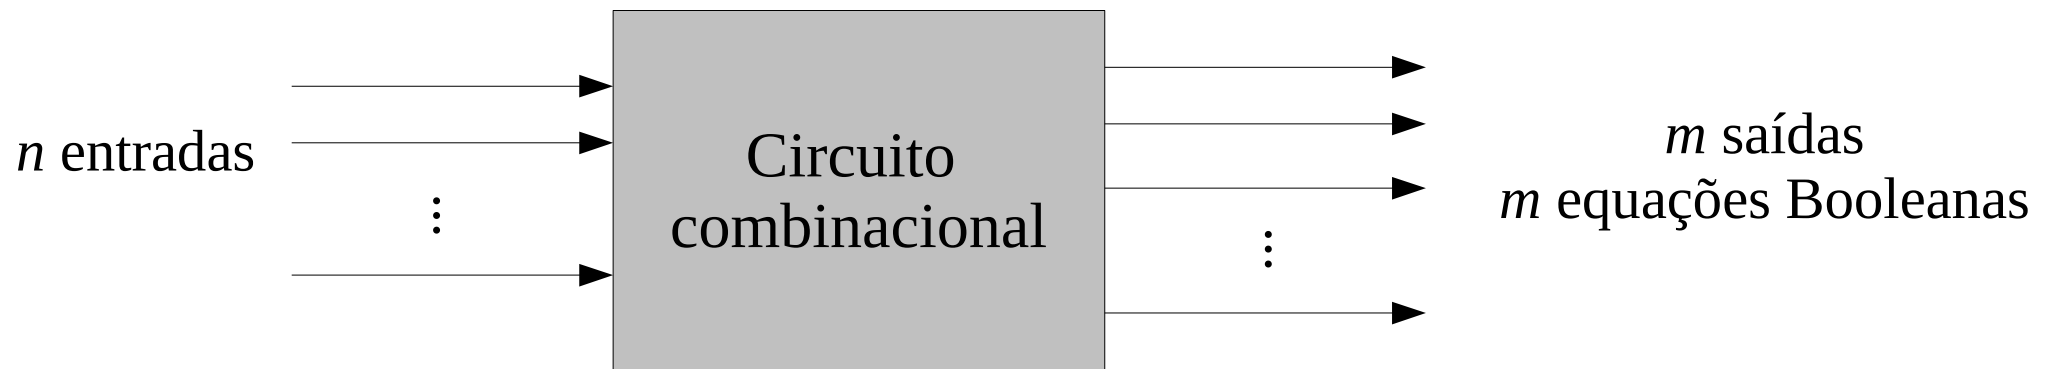 n entradas
⋮
Circuito
combinacional
⋮
m saídas
m equações Booleanas